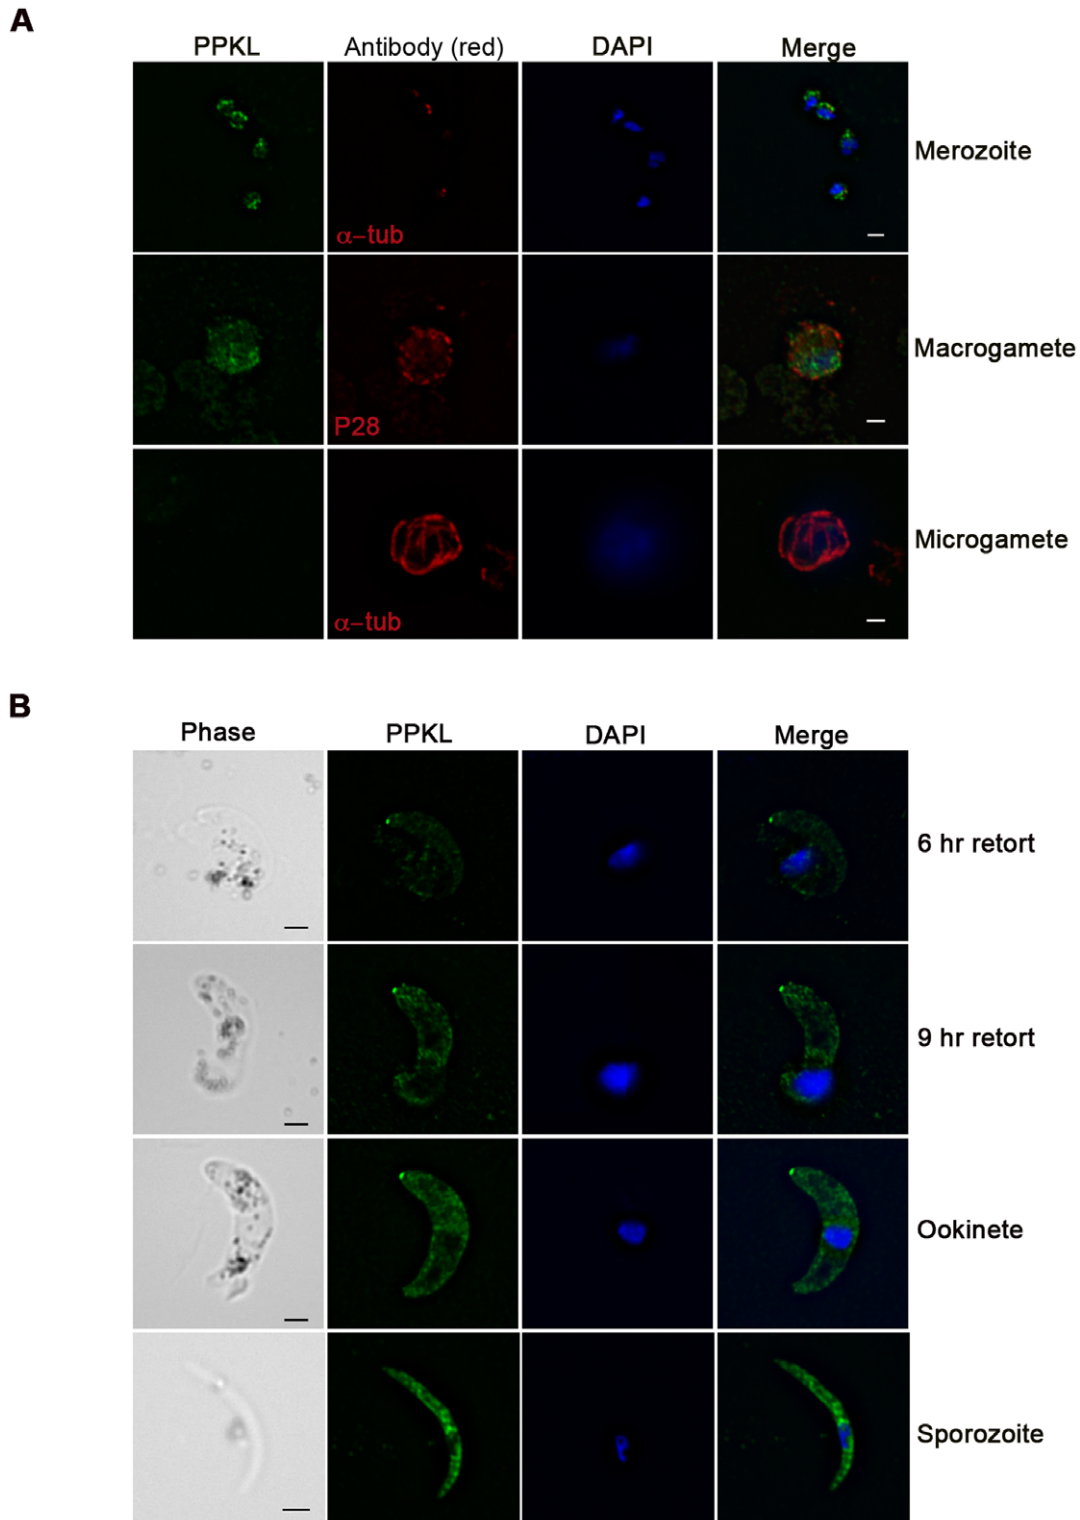 A
PPKL Antibody (red) DAPI Merge
Merozoite
α–tub
Macrogamete
P28
Microgamete
α–tub
B
Phase PPKL DAPI Merge
6 hr retort
9 hr retort
Ookinete
Sporozoite